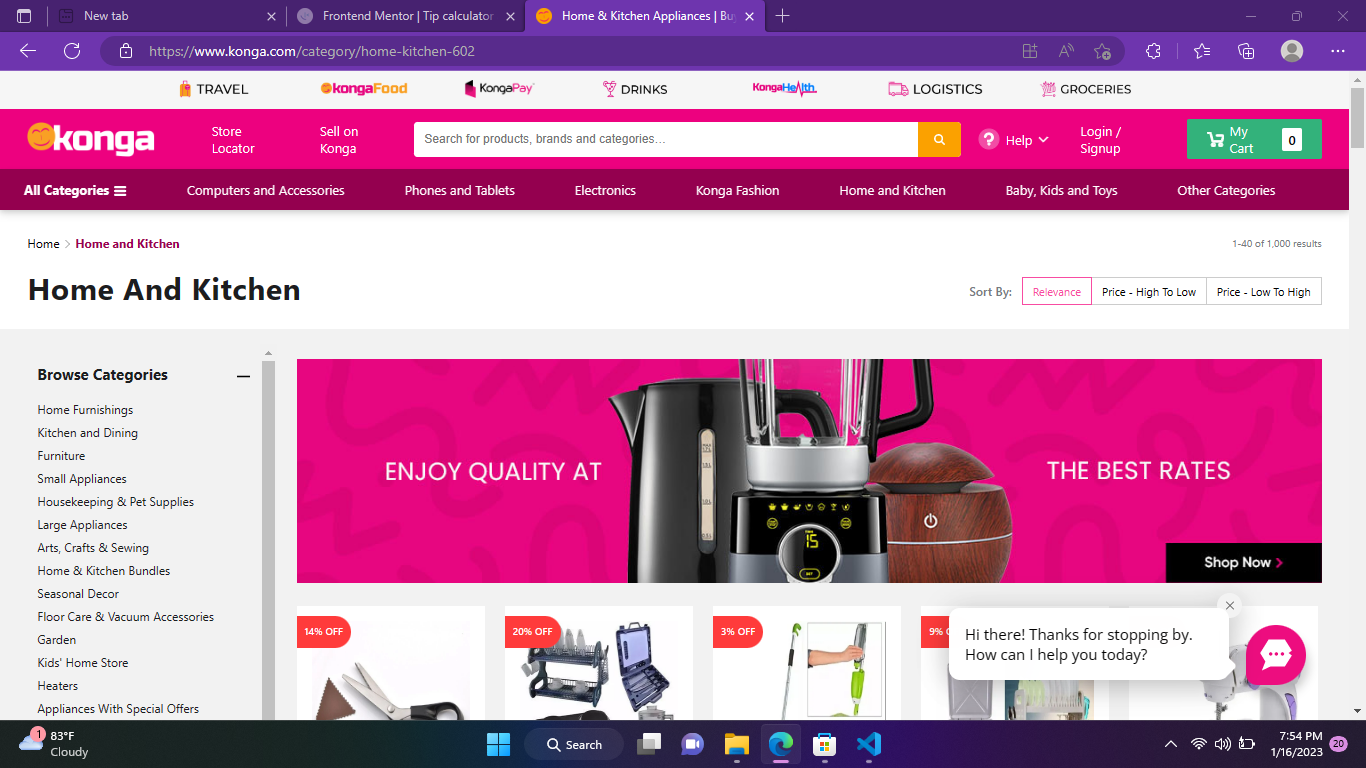 New tab
Frontend Mentor | Tip calculator
Home & Kitchen Appliances | Bu
https://www.konga.com/category/home-kitchen-602
TRAVEL
kongaFood
KongaPay
DRINKS
KongaHealth
LOGISTICS
GROCERIES
konga
Store
Locator
Sell on
Konga
Search for products, brands and categories…
? Help
Login /
Signup
My
Cart
0
All Categories
Computers and Accessories
Phones and Tablets
Electronics
Konga Fashion
Home and Kitchen
Baby, Kids and Toys
Other Categories
Home > Home and Kitchen
1-40 of 1,000 results
Home And Kitchen
Sort By:
Relevance
Price - High To Low
Price - Low To High
Browse Categories
Home Furnishings
Kitchen and Dining
Furniture
Small Appliances
Housekeeping & Pet Supplies
Large Appliances
Arts, Crafts & Sewing
Home & Kitchen Bundles
Seasonal Decor
Floor Care & Vacuum Accessories
Garden
Kids' Home Store
Heaters
Appliances With Special Offers
ENJOY QUALITY AT
THE BEST RATES
15
Shop Now >
14% OFF
20% OFF
3% OFF
9%
Hi there! Thanks for stopping by.
How can I help you today?
1
83°F
Cloudy
Search
7:54 PM
1/16/2023
20